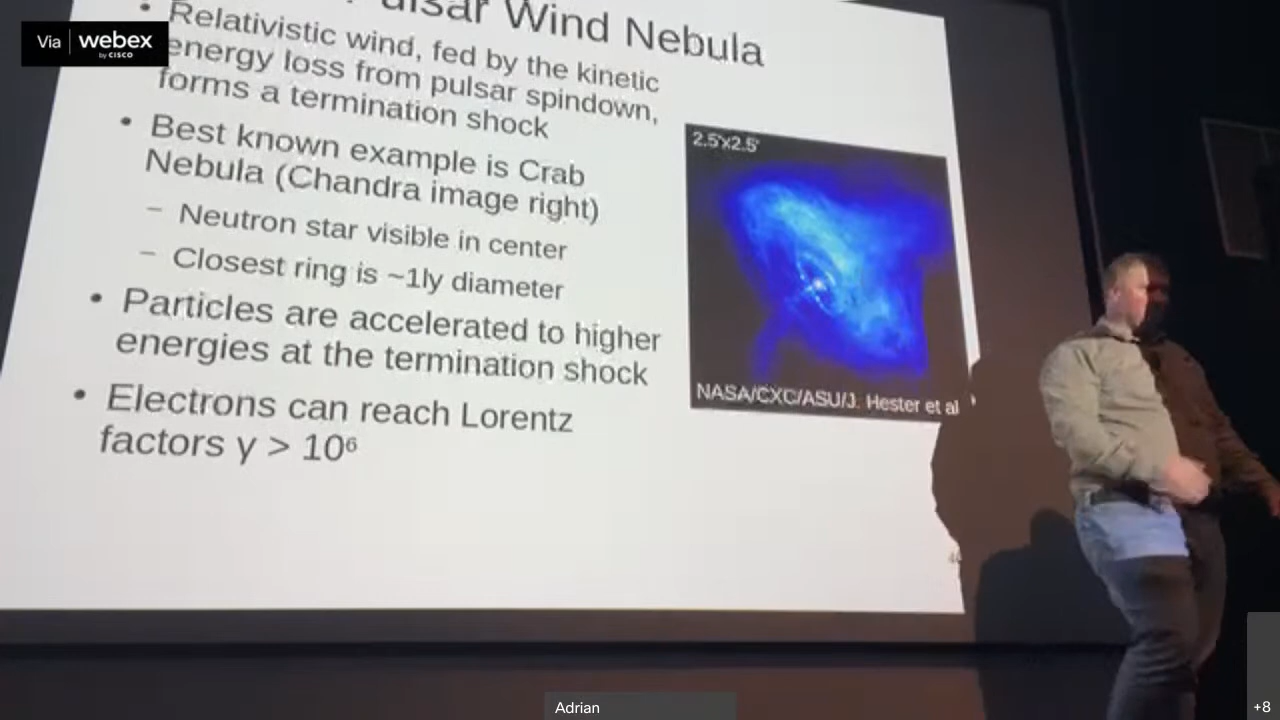 Via webex
by CISCO
Pulsar Wind Nebula
• Relativistic wind, fed by the kinetic
energy loss from pulsar spindown,
forms a termination shock
• Best known example is Crab
Nebula (Chandra image right)
– Neutron star visible in center
– Closest ring is ~1ly diameter
• Particles are accelerated to higher
energies at the termination shock
• Electrons can reach Lorentz
factors γ > 10⁶
2.5'x2.5'
NASA/CXC/ASU/J. Hester et al
Adrian
+8